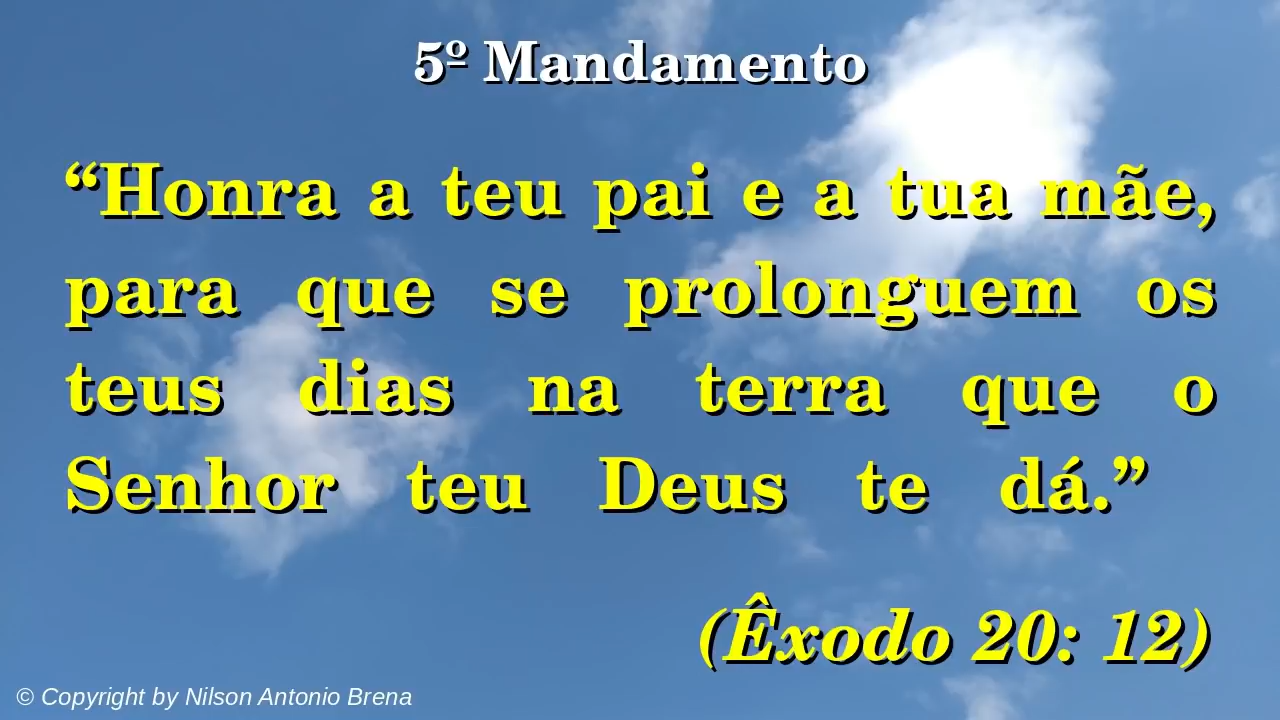 5º Mandamento
“Honra a teu pai e a tua mãe,
para que se prolonguem os
teus dias na terra que o
Senhor teu Deus te dá.”
(Êxodo 20: 12)
© Copyright by Nilson Antonio Brena